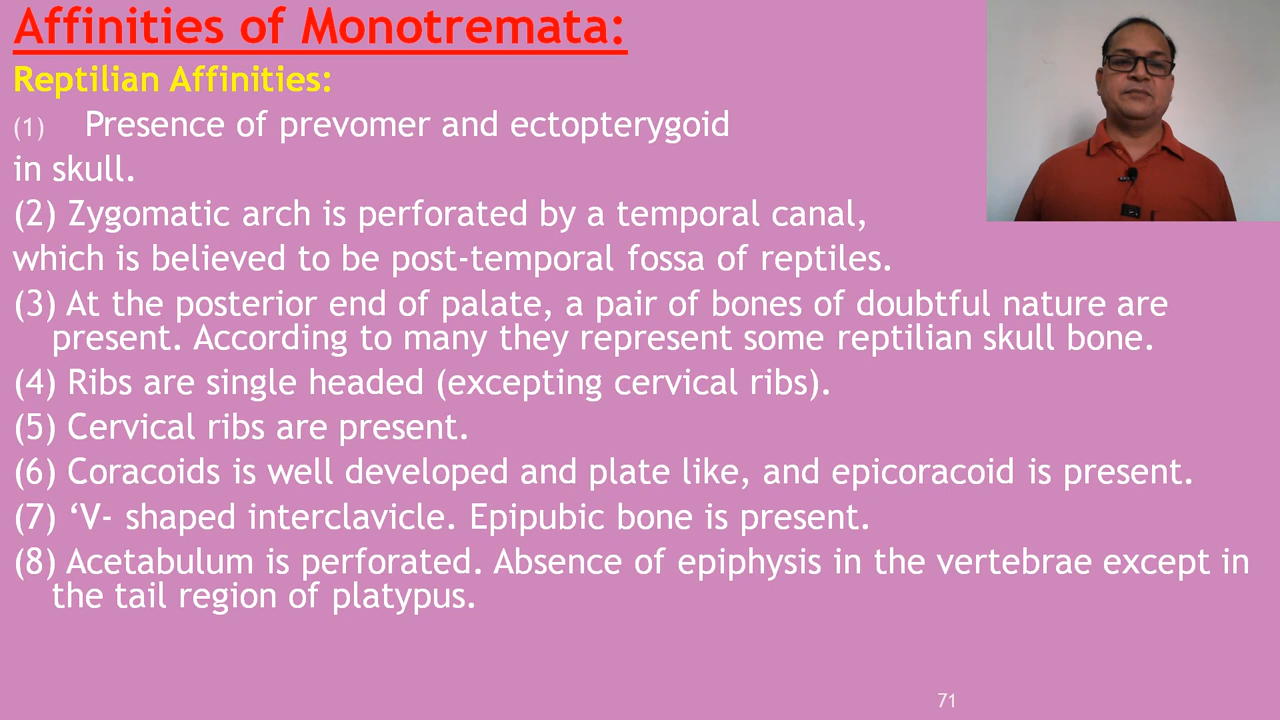 Affinities of Monotremata:
Reptilian Affinities:
(1) Presence of prevomer and ectopterygoid
in skull.
(2) Zygomatic arch is perforated by a temporal canal,
which is believed to be post-temporal fossa of reptiles.
(3) At the posterior end of palate, a pair of bones of doubtful nature are
present. According to many they represent some reptilian skull bone.
(4) Ribs are single headed (excepting cervical ribs).
(5) Cervical ribs are present.
(6) Coracoids is well developed and plate like, and epicoracoid is present.
(7) ‘V- shaped interclavicle. Epipubic bone is present.
(8) Acetabulum is perforated. Absence of epiphysis in the vertebrae except in
the tail region of platypus.
71